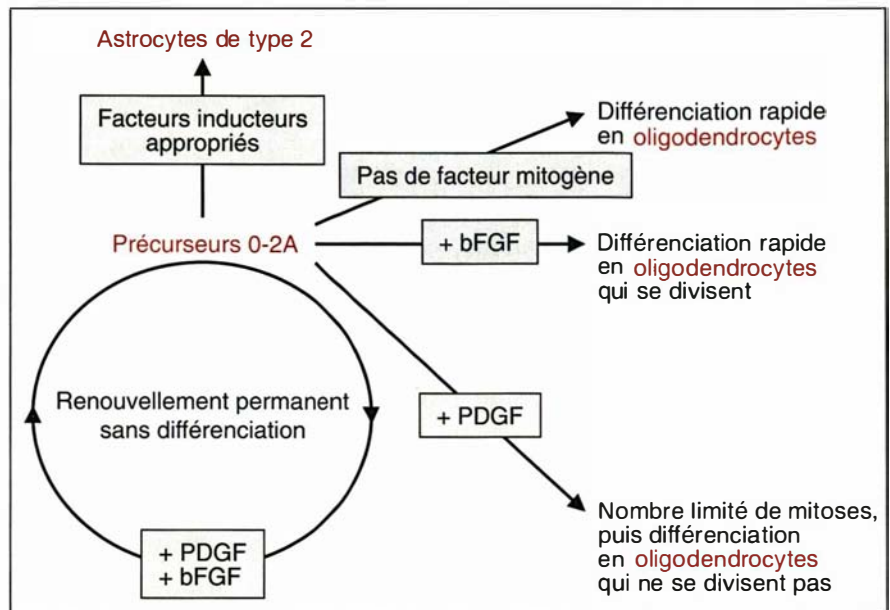 Astrocytes de type 2
Facteurs inducteurs
appropriés
Différenciation rapide
en oligodendrocytes
Pas de facteur mitogène
Précurseurs 0-2A
+ bFGF
Différenciation rapide
en oligodendrocytes
qui se divisent
Renouvellement permanent
sans différenciation
+ PDGF
Nombre limité de mitoses,
puis différenciation
en oligodendrocytes
qui ne se divisent pas
+ PDGF
+ bFGF